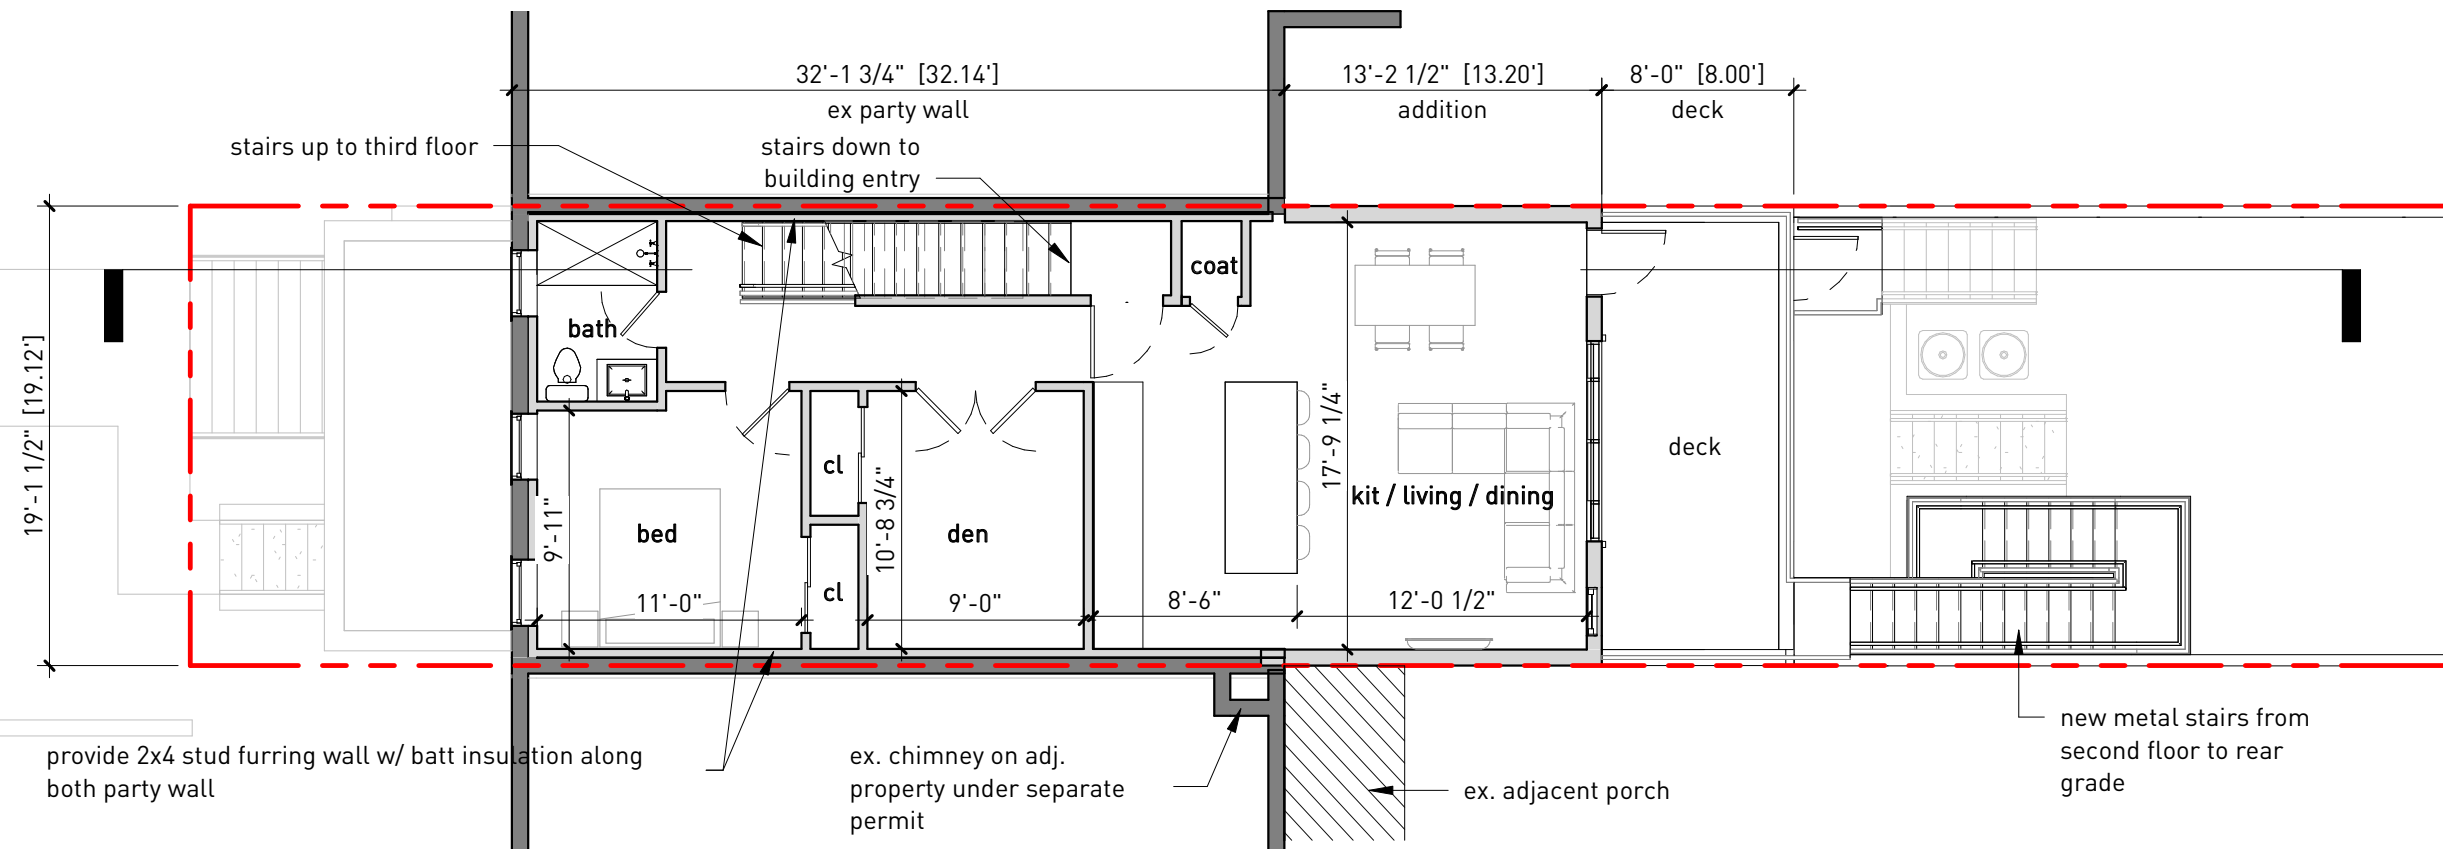 32'-1 3/4" [32.14']
ex party wall
13'-2 1/2" [13.20']
addition
8'-0" [8.00']
deck
stairs up to third floor
stairs down to
building entry
19'-1 1/2" [19.12']
bath
coat
bed
cl
cl
den
kit / living / dining
deck
9'-11"
10'-8 3/4"
17'-9 1/4"
11'-0"
9'-0"
8'-6"
12'-0 1/2"
provide 2x4 stud furring wall w/ batt insulation along
both party wall
ex. chimney on adj.
property under separate
permit
ex. adjacent porch
new metal stairs from
second floor to rear
grade